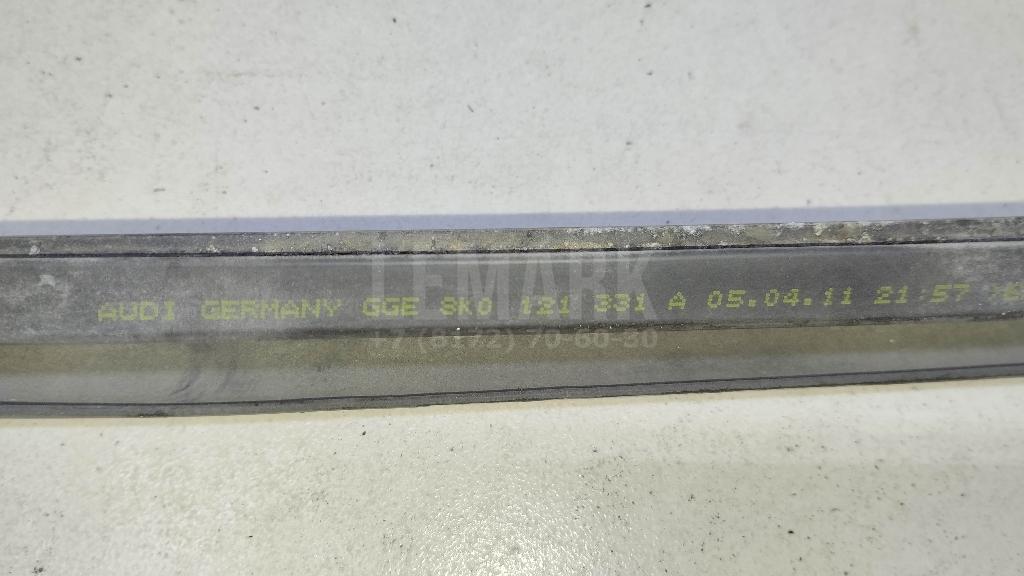 AUDI GERMANY GGE 8K0 121 331 A 05.04.11 21:57
LEMARK
+7 (8172) 70-60-30